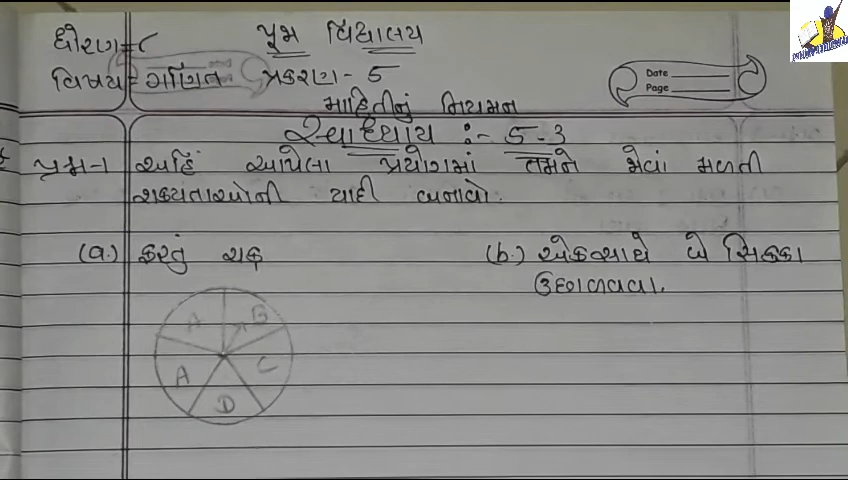 ધોરણ = ૮ પ્રેમ વિદ્યાલય
વિષય = ગણિત પ્રકરણ - 5
Date
Page
માહિતીનું નિયમન
સ્વાધ્યાય :- 5.3
પ્રશ્ન-1 અહિં આપેલા પ્રયોગમાં તમને જોવાં મળતી
શક્યતાઓની યાદી બનાવો.
(a.) ફરતું ચક્ર (b.) એકસાથે બે સિક્કા
ઉછાળવવા.
A B
A C
D